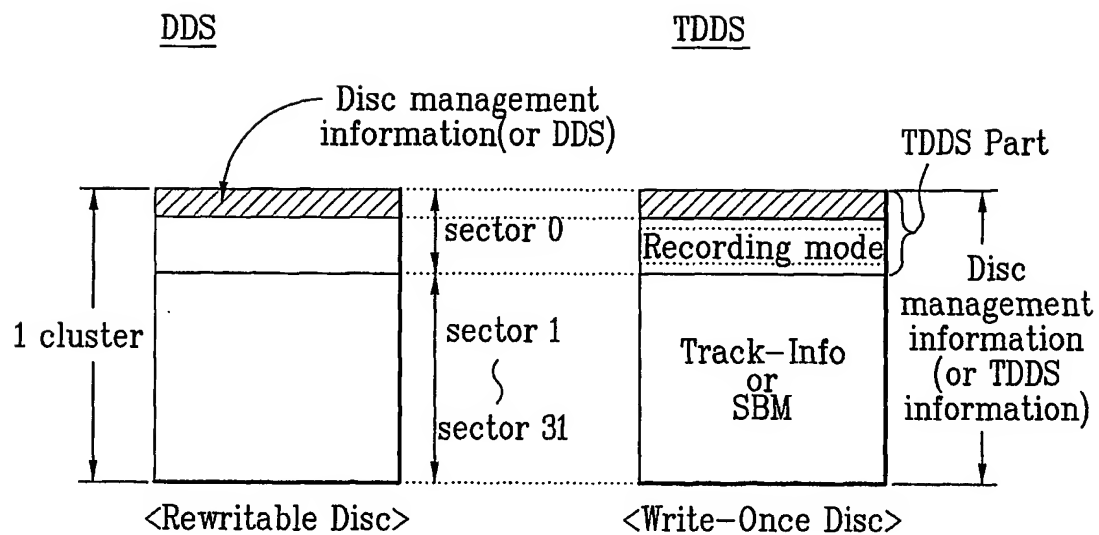 DDS
TDDS
Disc management
information(or DDS)
TDDS Part
sector 0
Recording mode
1 cluster
sector 1
sector 31
Track-Info
or
SBM
Disc
management
information
(or TDDS
information)
<Rewritable Disc>
<Write-Once Disc>